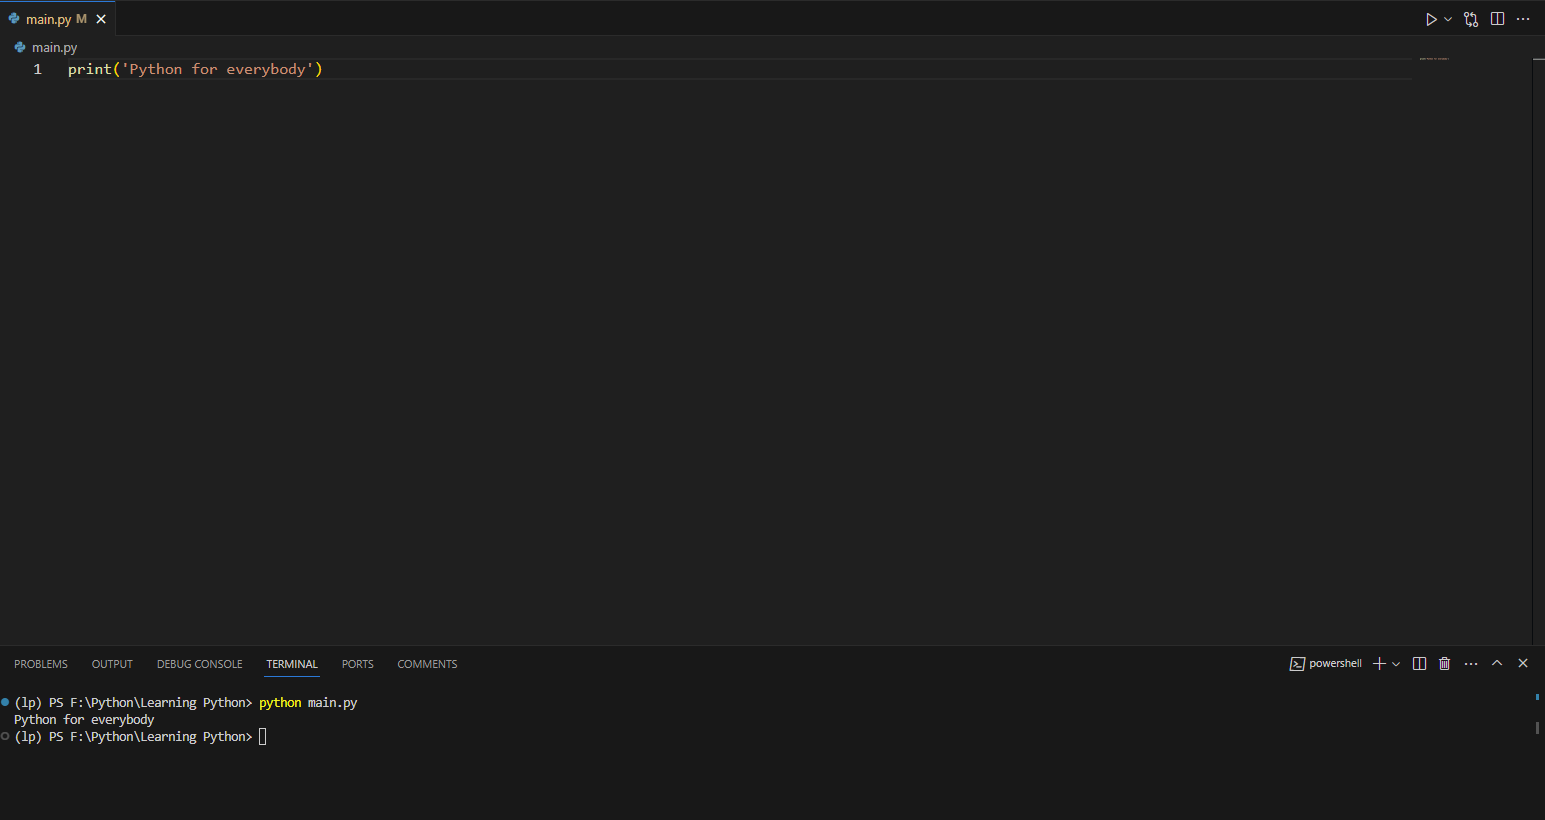 main.py M
main.py
1 print('Python for everybody')
PROBLEMS OUTPUT DEBUG CONSOLE TERMINAL PORTS COMMENTS powershell
(lp) PS F:\Python\Learning Python> python main.py
Python for everybody
(lp) PS F:\Python\Learning Python>